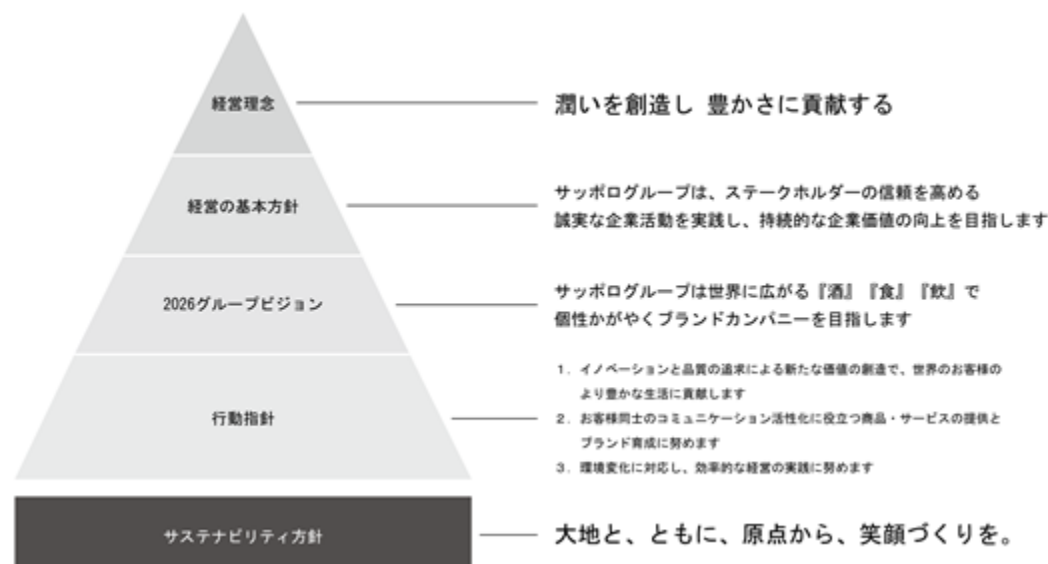 経営理念
潤いを創造し 豊かさに貢献する
経営の基本方針
サッポログループは、ステークホルダーの信頼を高める
誠実な企業活動を実践し、持続的な企業価値の向上を目指します
2026グループビジョン
サッポログループは世界に広がる『酒』『食』『飲』で
個性かがやくブランドカンパニーを目指します
行動指針
1. イノベーションと品質の追求による新たな価値の創造で、世界のお客様の
より豊かな生活に貢献します
2. お客様同士のコミュニケーション活性化に役立つ商品・サービスの提供と
ブランド育成に努めます
3. 環境変化に対応し、効率的な経営の実践に努めます
サステナビリティ方針
大地と、ともに、原点から、笑顔づくりを。